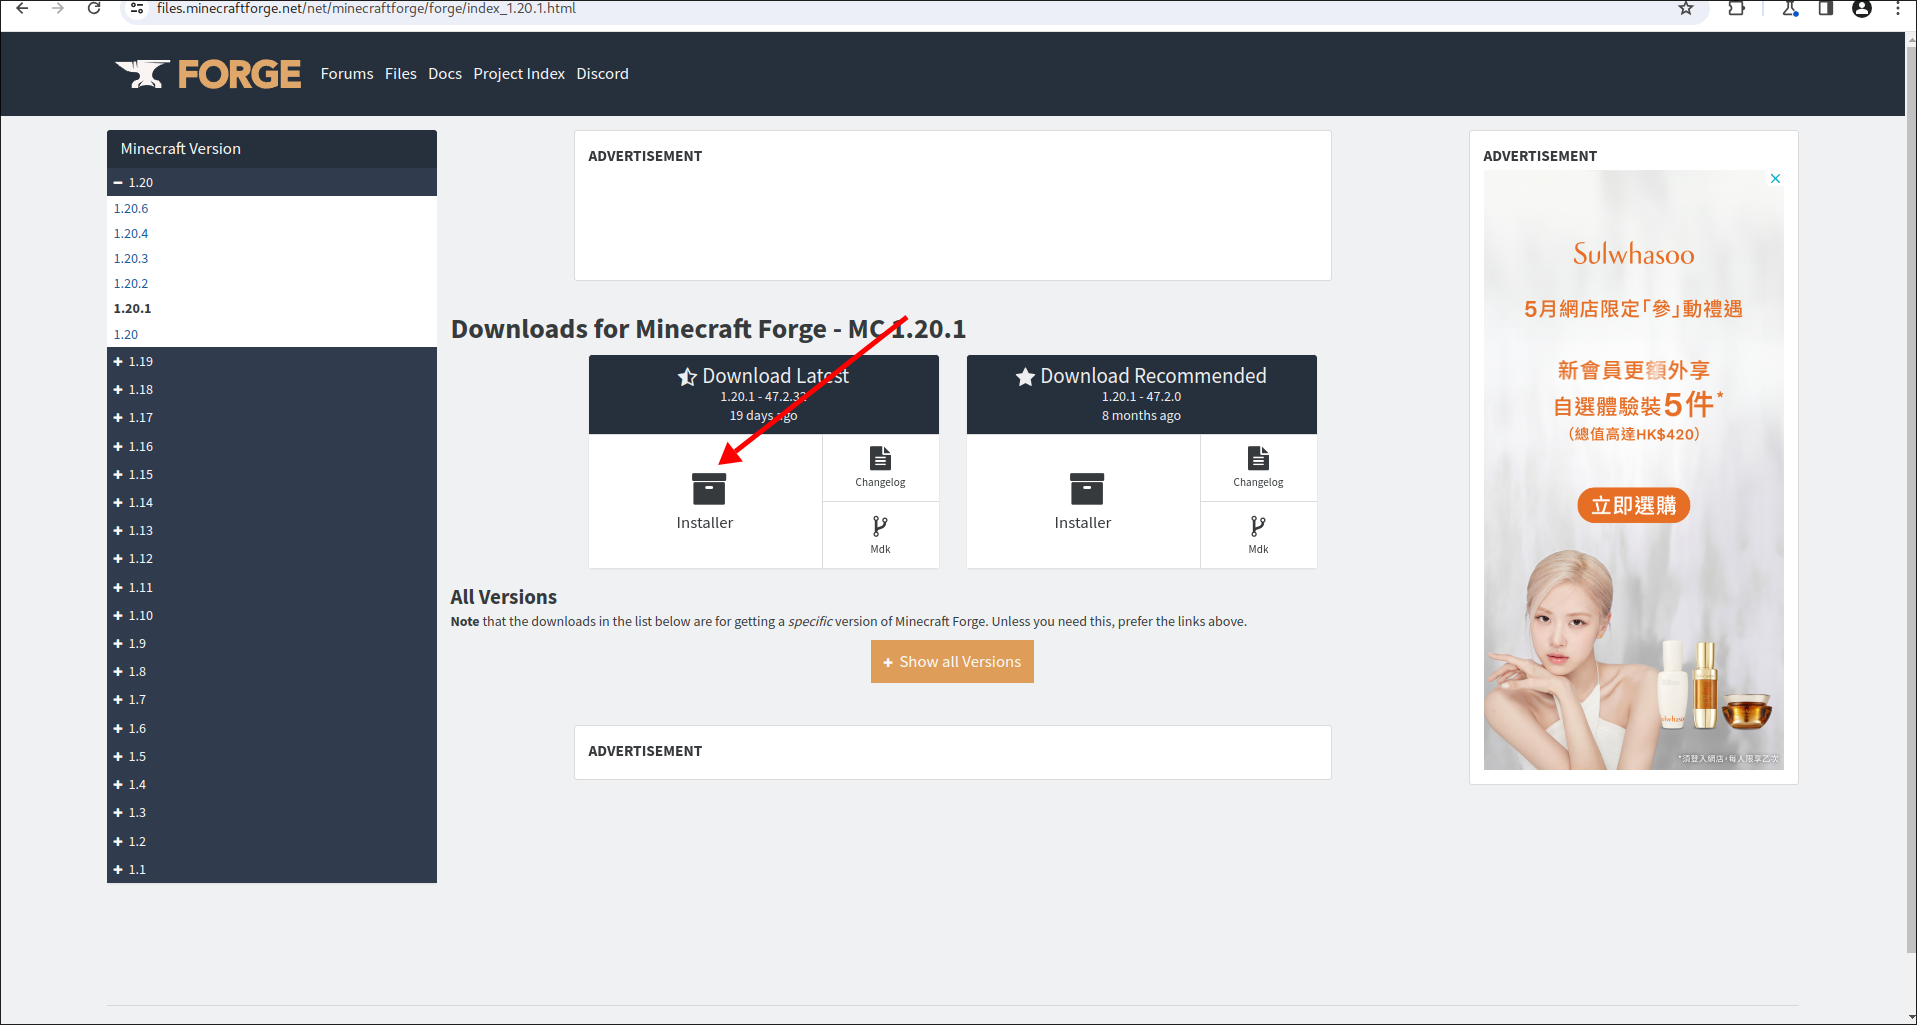 files.minecraftforge.net/net/minecraftforge/forge/index_1.20.1.html
FORGE
Forums Files Docs Project Index Discord
Minecraft Version
1.20
1.20.6
1.20.4
1.20.3
1.20.2
1.20.1
1.20
1.19
1.18
1.17
1.16
1.15
1.14
1.13
1.12
1.11
1.10
1.9
1.8
1.7
1.6
1.5
1.4
1.3
1.2
1.1
ADVERTISEMENT
Downloads for Minecraft Forge - MC 1.20.1
Download Latest
1.20.1 - 47.2.32
19 days ago
Installer
Changelog
Mdk
Download Recommended
1.20.1 - 47.2.0
8 months ago
Installer
Changelog
Mdk
All Versions
Note that the downloads in the list below are for getting a specific version of Minecraft Forge. Unless you need this, prefer the links above.
Show all Versions
ADVERTISEMENT
ADVERTISEMENT
Sulwhasoo
5月網店限定「參」動禮遇
新會員更額外享
自選體驗裝5件*
(總值高達HK$420)
立即選購
*須登入網店，每人限享乙次